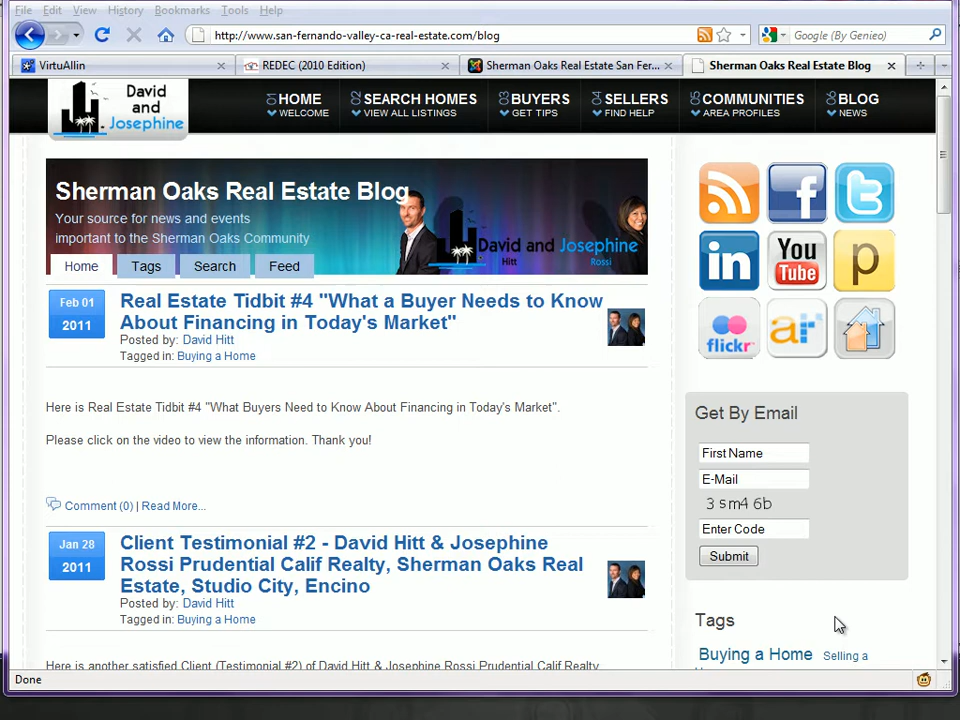 File Edit View History Bookmarks Tools Help
http://www.san-fernando-valley-ca-real-estate.com/blog
Google (By Genieo)
VirtuAllin
REDEC (2010 Edition)
Sherman Oaks Real Estate San Fer...
Sherman Oaks Real Estate Blog
David
and
Josephine
01 HOME
WELCOME
02 SEARCH HOMES
VIEW ALL LISTINGS
03 BUYERS
GET TIPS
04 SELLERS
FIND HELP
05 COMMUNITIES
AREA PROFILES
06 BLOG
NEWS
Sherman Oaks Real Estate Blog
Your source for news and events
important to the Sherman Oaks Community
David and Josephine
Hitt Rossi
Home Tags Search Feed
Feb 01
2011
Real Estate Tidbit #4 "What a Buyer Needs to Know
About Financing in Today's Market"
Posted by: David Hitt
Tagged in: Buying a Home
Here is Real Estate Tidbit #4 "What Buyers Need to Know About Financing in Today's Market".
Please click on the video to view the information. Thank you!
Comment (0) | Read More...
Jan 28
2011
Client Testimonial #2 - David Hitt & Josephine
Rossi Prudential Calif Realty, Sherman Oaks Real
Estate, Studio City, Encino
Posted by: David Hitt
Tagged in: Buying a Home
Here is another satisfied Client (Testimonial #2) of David Hitt & Josephine Rossi Prudential Calif Realty
f t
in You Tube p
flickr ar
Get By Email
First Name
E-Mail
3 sm4 6b
Enter Code
Submit
Tags
Buying a Home Selling a
Done